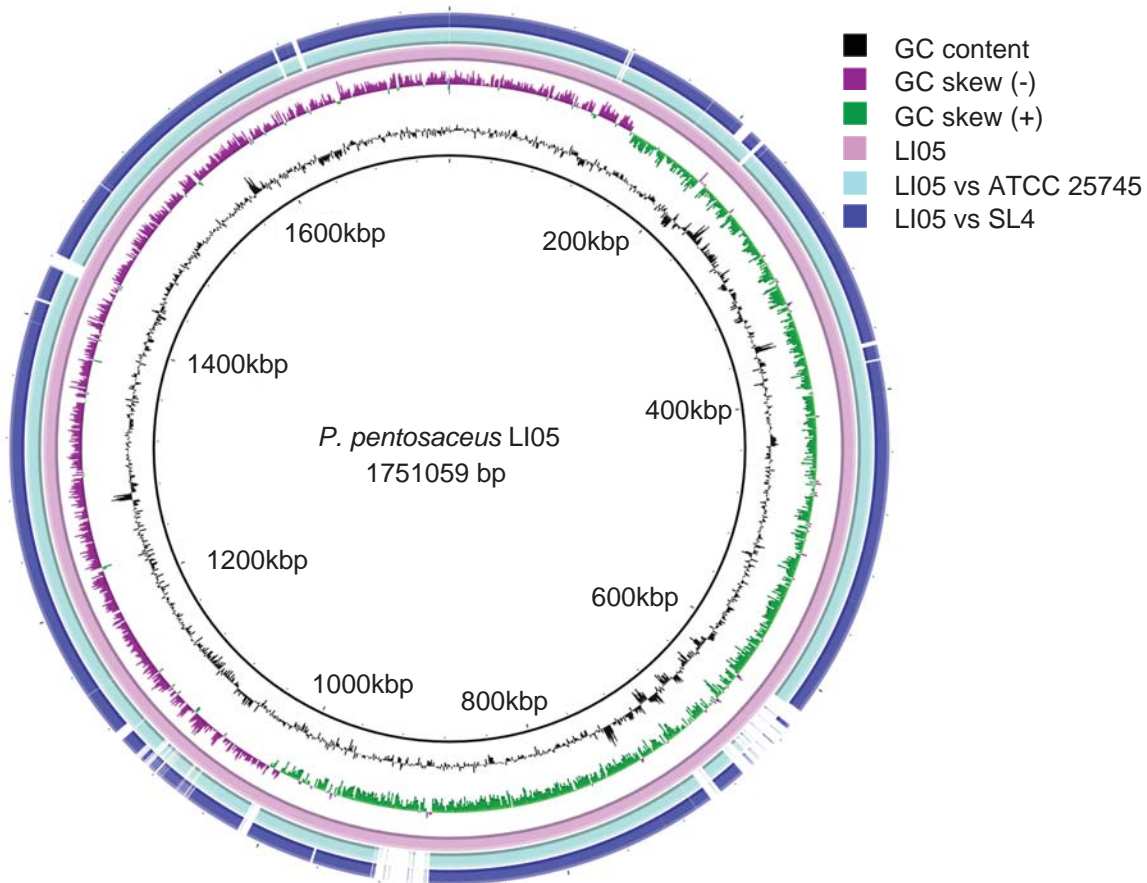 GC content
GC skew (-)
GC skew (+)
LI05
LI05 vs ATCC 25745
LI05 vs SL4
1600kbp
200kbp
1400kbp
400kbp
P. pentosaceus LI05
1751059 bp
1200kbp
600kbp
1000kbp
800kbp